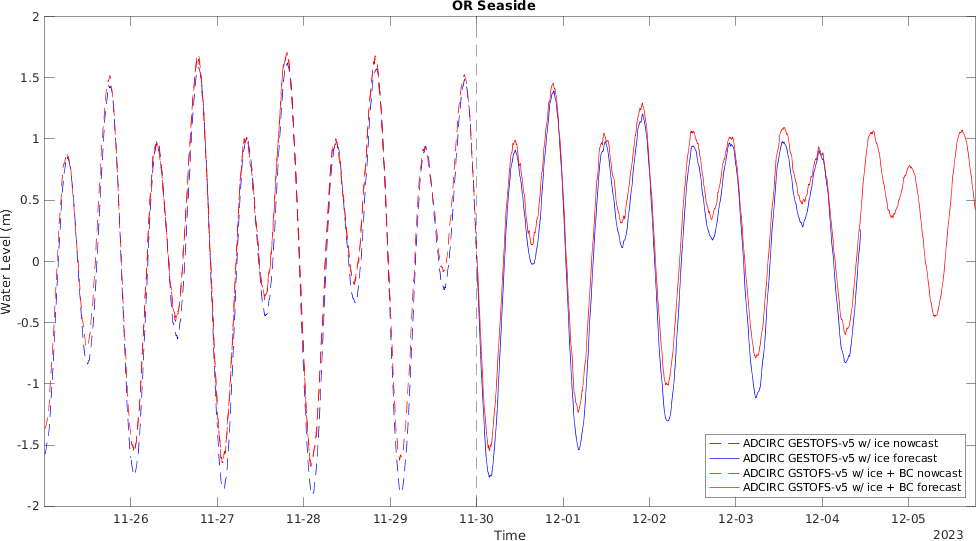 OR Seaside
2
1.5
1
0.5
0
-0.5
-1
-1.5
-2
Water Level (m)
11-26 11-27 11-28 11-29 11-30 12-01 12-02 12-03 12-04 12-05
Time
2023
ADCIRC GESTOFS-v5 w/ ice nowcast
ADCIRC GESTOFS-v5 w/ ice forecast
ADCIRC GSTOFS-v5 w/ ice + BC nowcast
ADCIRC GSTOFS-v5 w/ ice + BC forecast